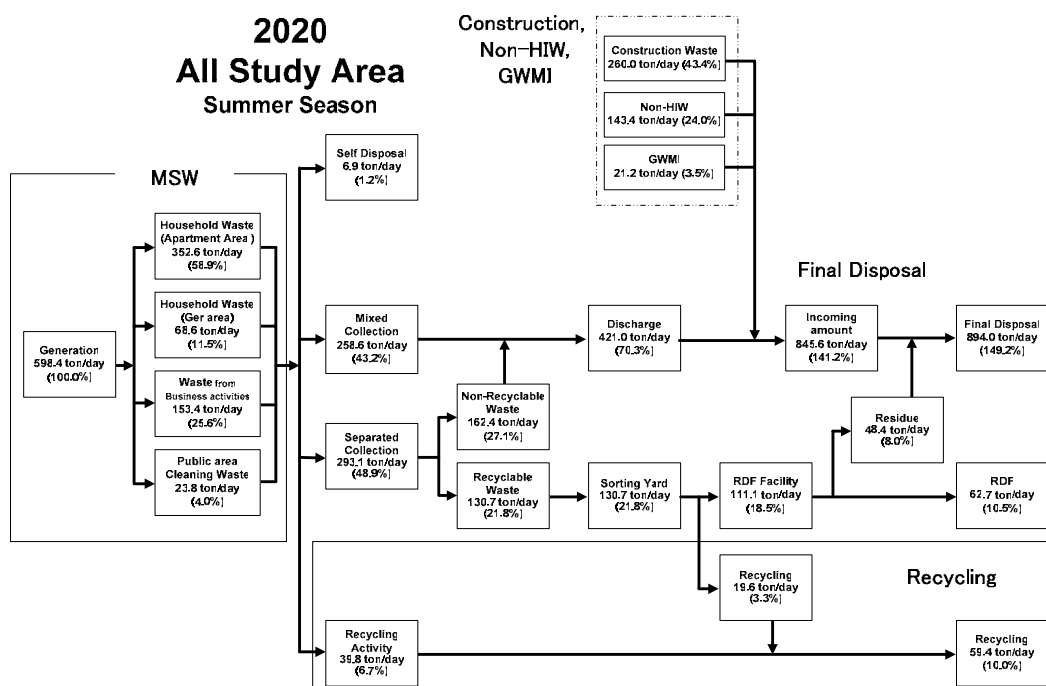 2020
All Study Area
Summer Season
Construction,
Non-HIW,
GWMI
Construction Waste
260.0 ton/day (43.4%)
Non-HIW
143.4 ton/day (24.0%)
GWMI
21.2 ton/day (3.5%)
Self Disposal
6.9 ton/day
(1.2%)
MSW
Household Waste
(Apartment Area )
352.6 ton/day
(58.9%)
Household Waste
(Ger area)
68.6 ton/day
(11.5%)
Generation
598.4 ton/day
(100.0%)
Waste from
Business activities
153.4 ton/day
(25.6%)
Public area
Cleaning Waste
23.8 ton/day
(4.0%)
Mixed
Collection
258.6 ton/day
(43.2%)
Discharge
421.0 ton/day
(70.3%)
Final Disposal
Incoming
amount
845.6 ton/day
(141.2%)
Final Disposal
894.0 ton/day
(149.2%)
Non-Recyclable
Waste
162.4 ton/day
(27.1%)
Residue
48.4 ton/day
(8.0%)
Separated
Collection
293.1 ton/day
(48.9%)
Recyclable Waste
130.7 ton/day
(21.8%)
Sorting Yard
130.7 ton/day
(21.8%)
RDF Facility
111.1 ton/day
(18.5%)
RDF
62.7 ton/day
(10.5%)
Recycling
Recycling
19.6 ton/day
(3.3%)
Recycling
Activity
39.8 ton/day
(6.7%)
Recycling
59.4 ton/day
(10.0%)